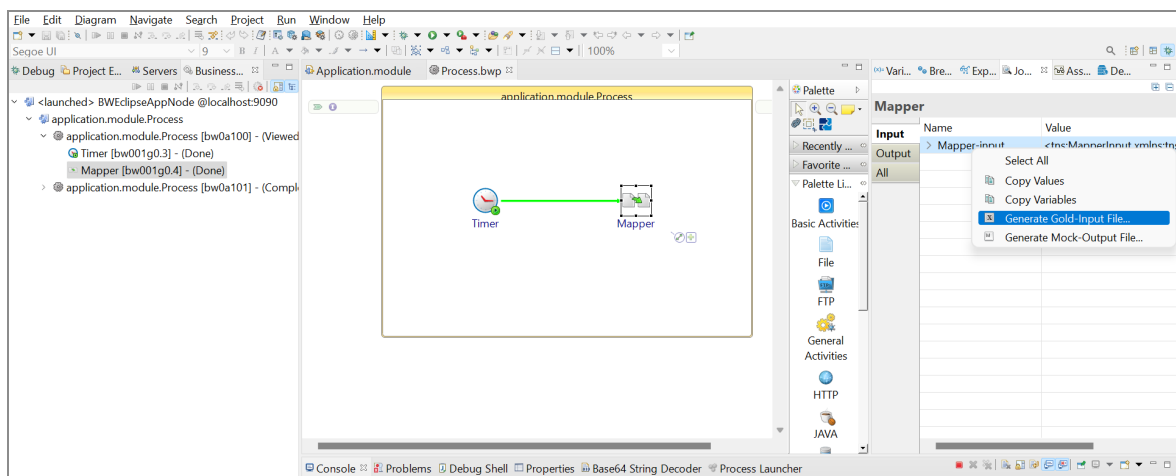 File Edit Diagram Navigate Search Project Run Window Help
Segoe UI 9 B I A 100%
Debug Project E... Servers Business...
<launched> BWEclipseAppNode @localhost:9090
application.module.Process
application.module.Process [bw0a100] - (Viewed
Timer [bw001g0.3] - (Done)
Mapper [bw001g0.4] - (Done)
application.module.Process [bw0a101] - (Compl
Application.module Process.bwp
application.module.Process
Timer
Mapper
Palette
Recently ...
Favorite ...
Palette Li...
Basic Activities
File
FTP
General
Activities
HTTP
JAVA
Vari... Bre... Exp... Jo... Ass... De...
Mapper
Input
Output
All
Name Value
Mapper-input <tns:MapperInput xmlns:tns
Select All
Copy Values
Copy Variables
Generate Gold-Input File...
Generate Mock-Output File...
Console Problems Debug Shell Properties Base64 String Decoder Process Launcher